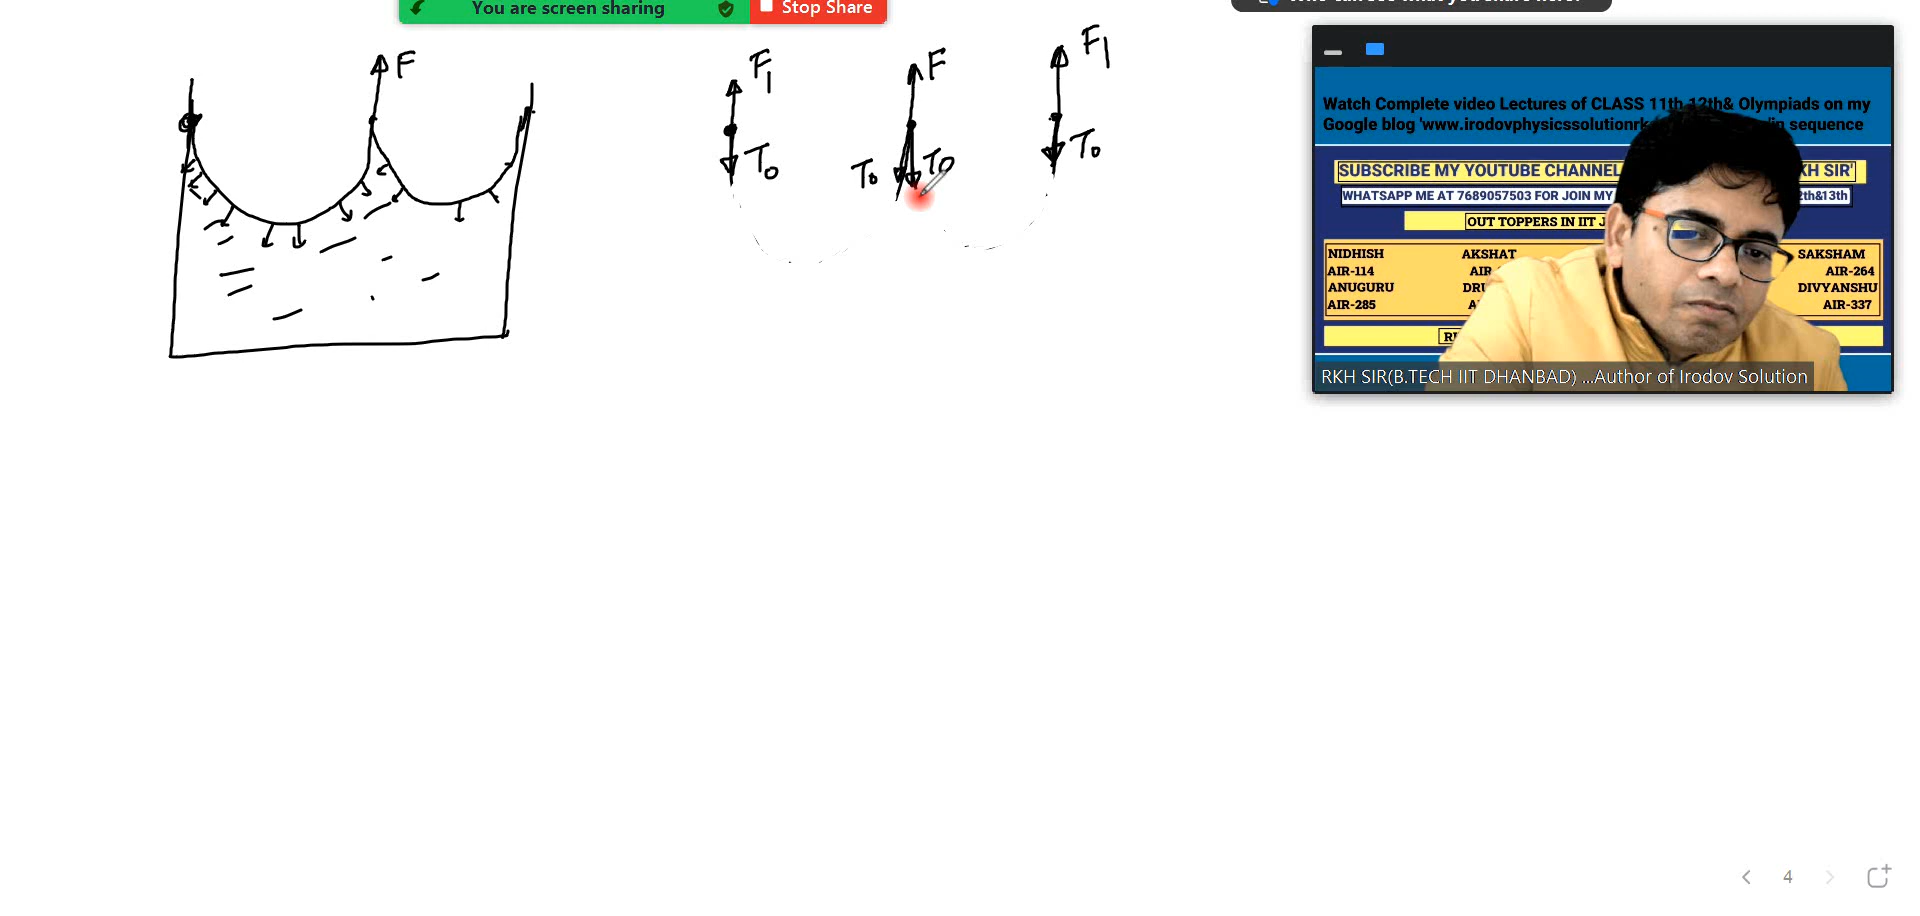 You are screen sharing
Stop Share
F
F1
T0
F
T0
T0
F1
T0
Watch Complete video Lectures of CLASS 11th,12th& Olympiads on my
Google blog 'www.irodovphysicssolutionrk in sequence
SUBSCRIBE MY YOUTUBE CHANNEL KH SIR'
WHATSAPP ME AT 7689057503 FOR JOIN MY 2th&13th
OUT TOPPERS IN IIT J
NIDHISH AKSHAT SAKSHAM
AIR-114 AIR AIR-264
ANUGURU DIVYANSHU
AIR-285 AIR-337
RKH SIR(B.TECH IIT DHANBAD) ...Author of Irodov Solution
4